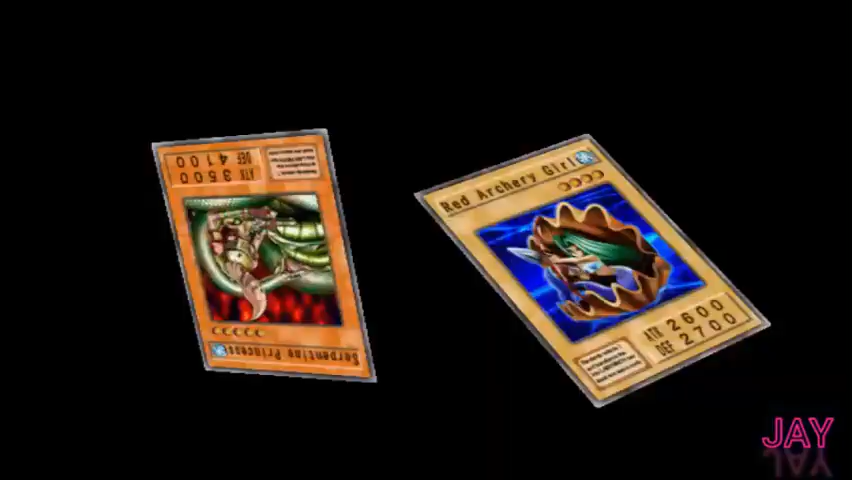 Serpentine Princess
ATK 3500
DEF 4100
Red Archery Girl
ATK 2600
DEF 2700
JAY